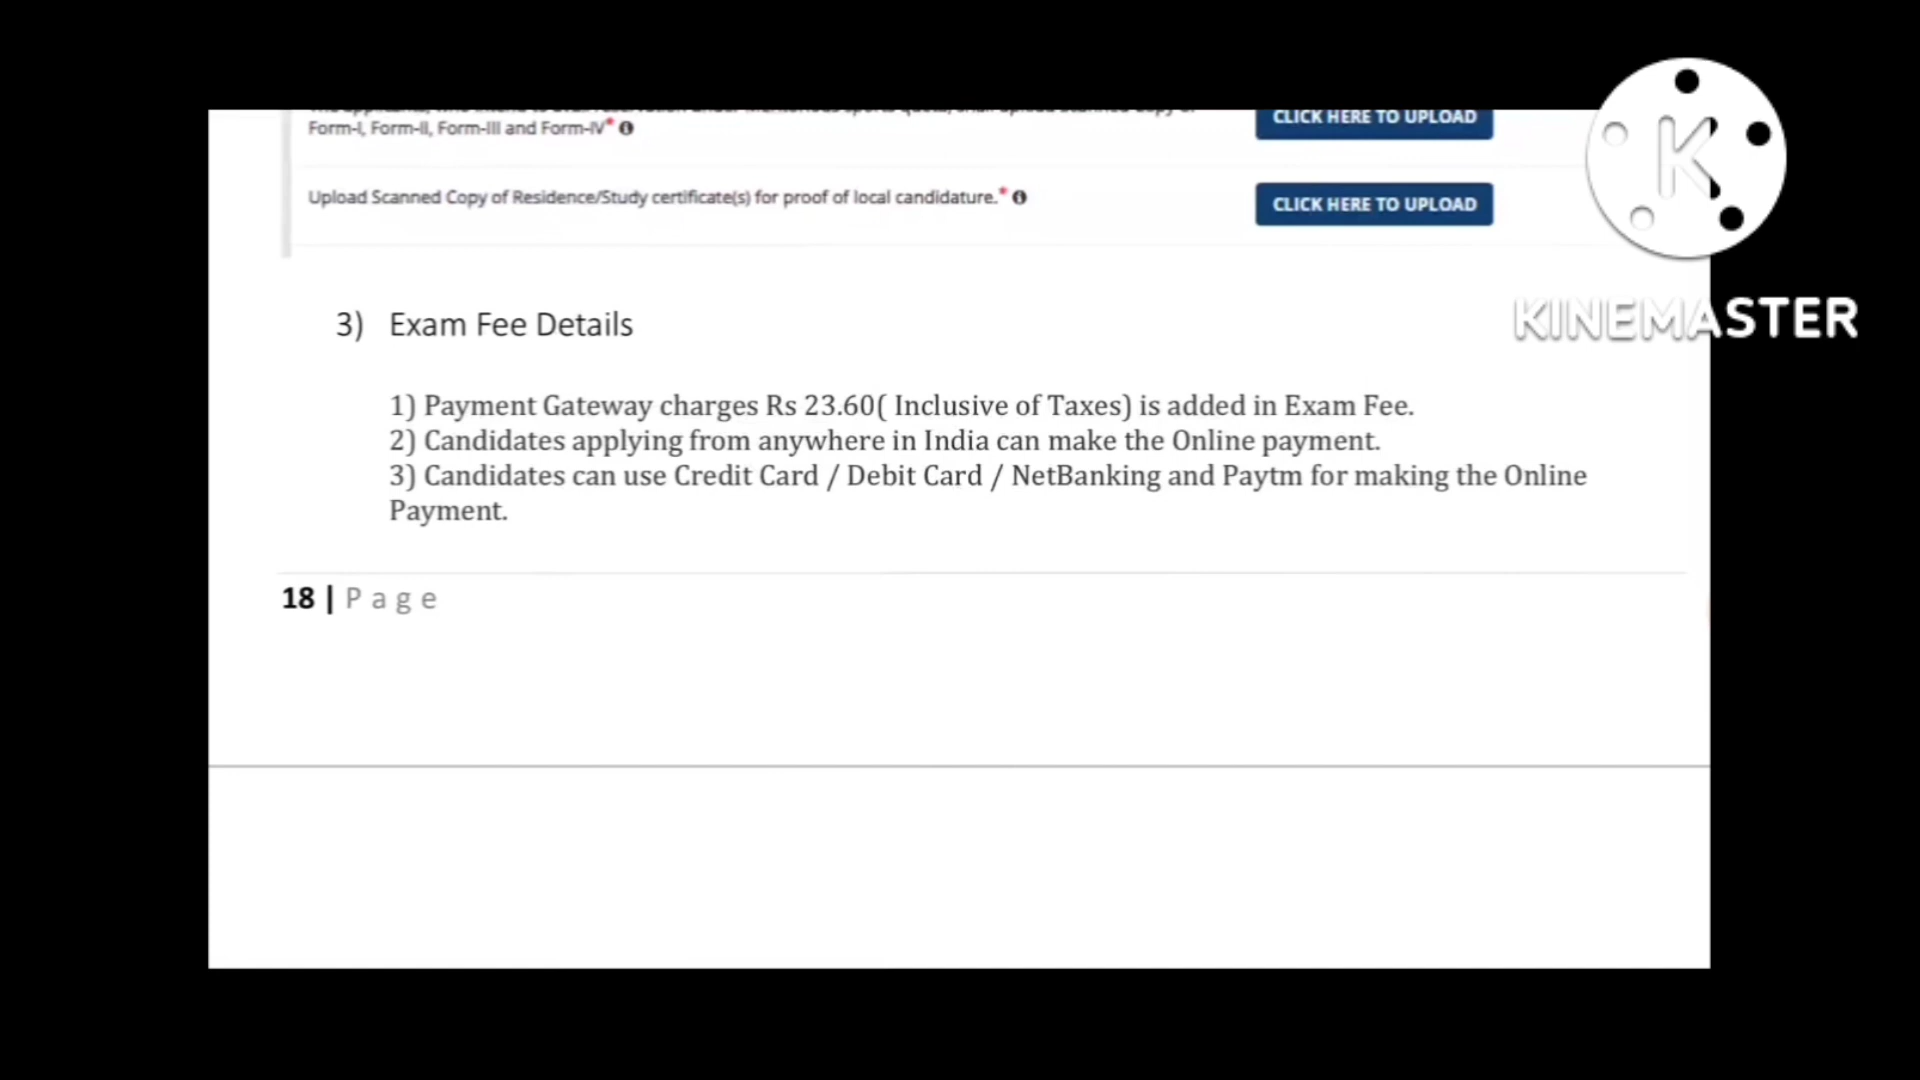 Form-I, Form-II, Form-III and Form-IV*
CLICK HERE TO UPLOAD
Upload Scanned Copy of Residence/Study certificate(s) for proof of local candidature.*
CLICK HERE TO UPLOAD
K
KINEMASTER
3) Exam Fee Details
1) Payment Gateway charges Rs 23.60( Inclusive of Taxes) is added in Exam Fee.
2) Candidates applying from anywhere in India can make the Online payment.
3) Candidates can use Credit Card / Debit Card / NetBanking and Paytm for making the Online
Payment.
18 | Page